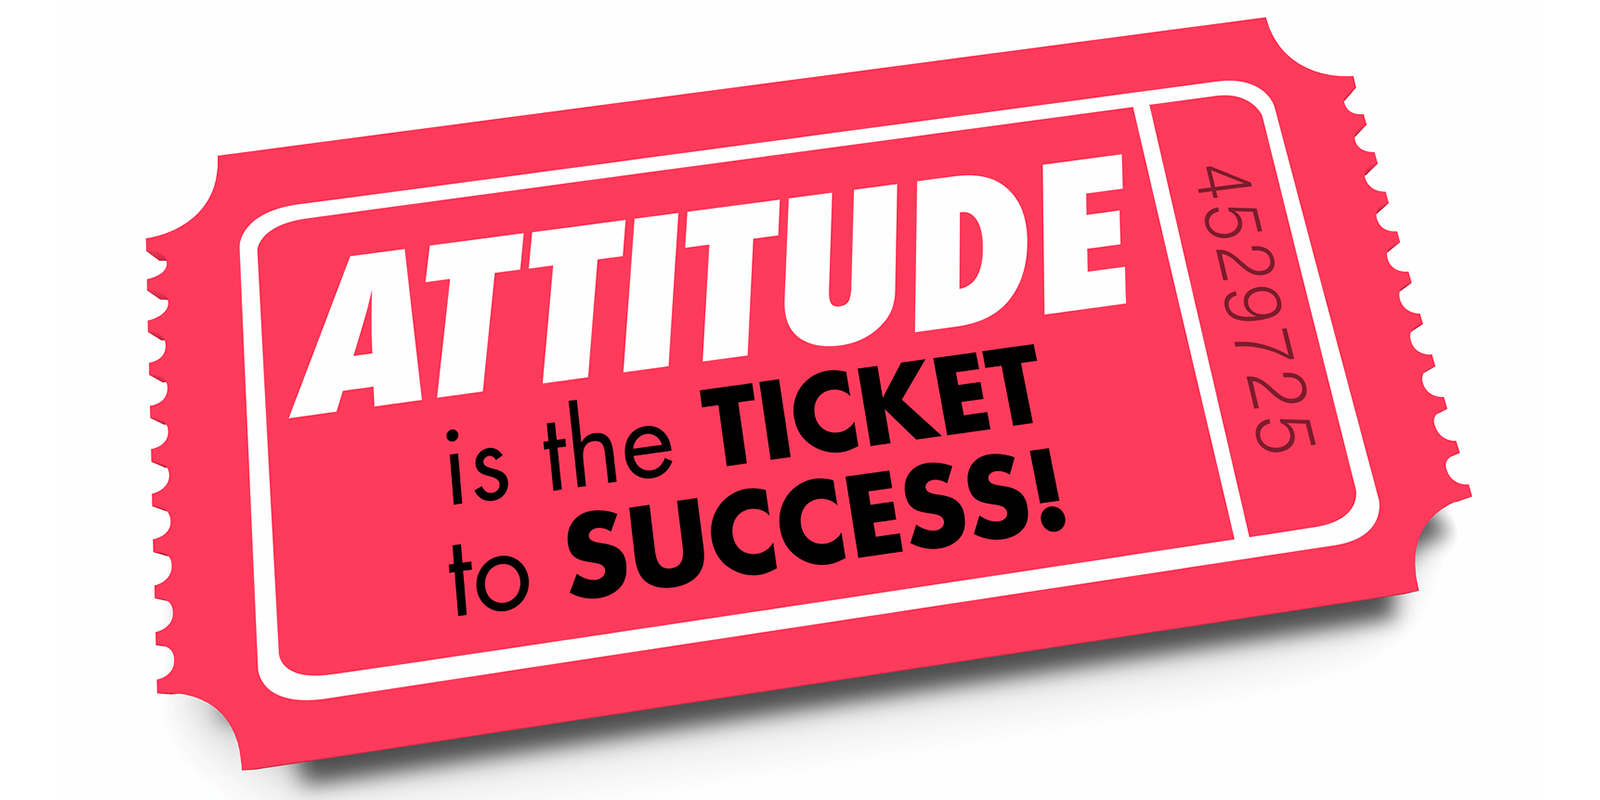 ATTITUDE
is the TICKET
to SUCCESS!
4529725